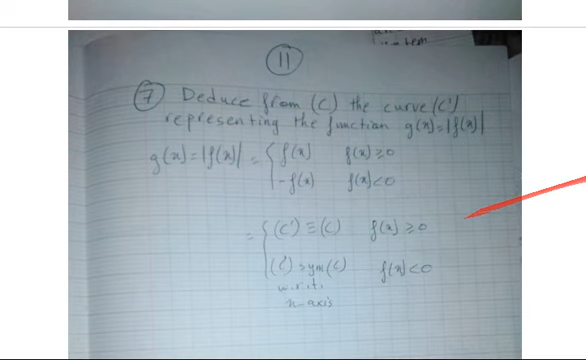 11
7 Deduce from (C) the curve (C')
representing the function g(x)=|f(x)|
g(x)=|f(x)| = { f(x) f(x)≥0
-f(x) f(x)<0
= { (C') ≡ (C) f(x) ≥0
(C') sym (C) f(x)<0
w.r.t.
x-axis